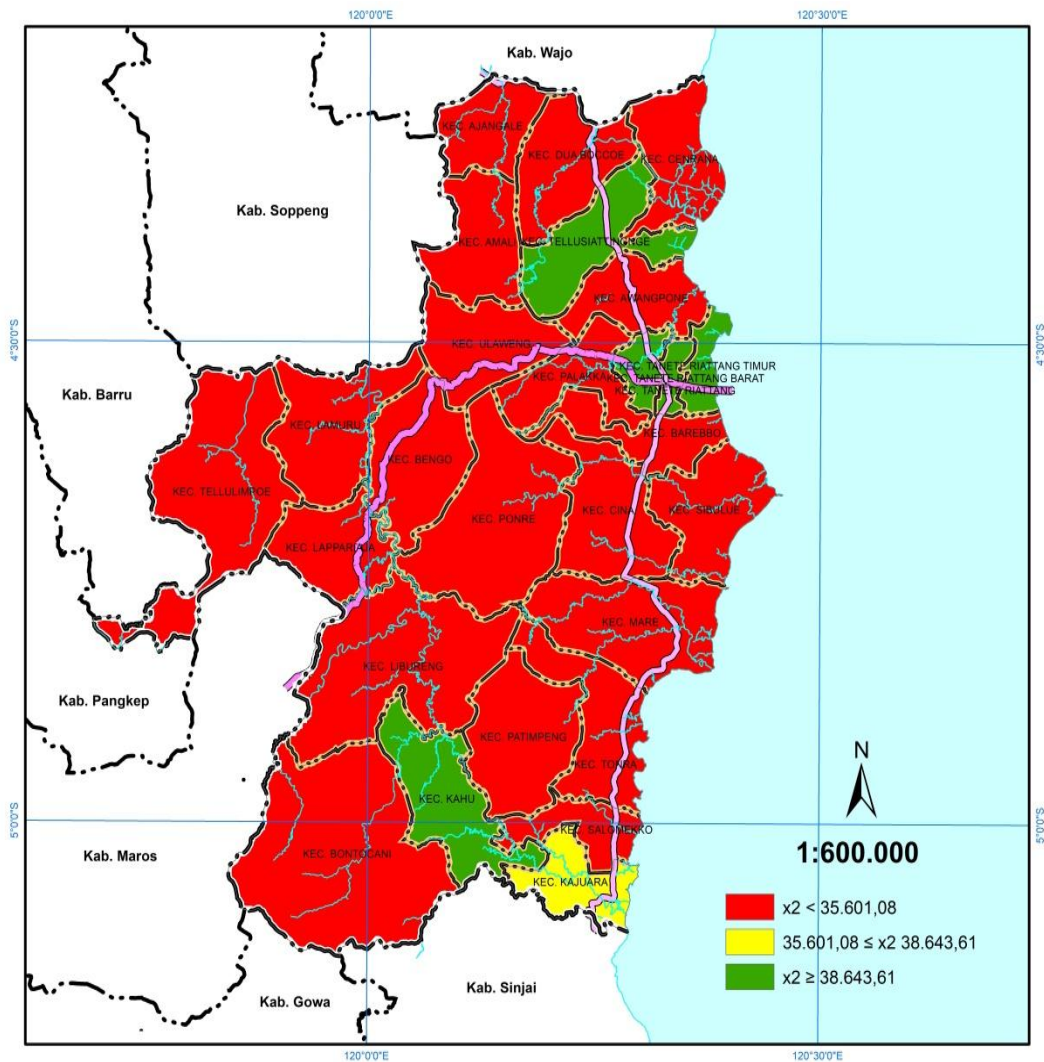 120°0'0"E
120°30'0"E
Kab. Wajo
KEC. AJANGALE
KEC. DUA BOCCOE
KEC. CENRANA
Kab. Soppeng
KEC. AMALI
KEC. TELLUSIATTINGNGE
KEC. AWANGPONE
4°30'0"S
4°30'0"S
KEC. ULAWENG
KEC. TANETE RIATTANG TIMUR
KEC. PALAKKA
KEC. TANETE RIATTANG BARAT
KEC. TANETE RIATTANG
Kab. Barru
KEC. LAMURU
KEC. BAREBBO
KEC. BENGO
KEC. TELLULIMPOE
KEC. PONRE
KEC. CINA
KEC. SIBULUE
KEC. LAPPARIAJA
KEC. MARE
KEC. LIBURENG
Kab. Pangkep
KEC. PATIMPENG
KEC. TONRA
N
KEC. KAHU
5°0'0"S
5°0'0"S
KEC. SALOMEKKO
Kab. Maros
KEC. BONTOCANI
1:600.000
KEC. KAJUARA
x2 < 35.601,08
35.601,08 ≤ x2 38.643,61
x2 ≥ 38.643,61
Kab. Gowa
Kab. Sinjai
120°0'0"E
120°30'0"E